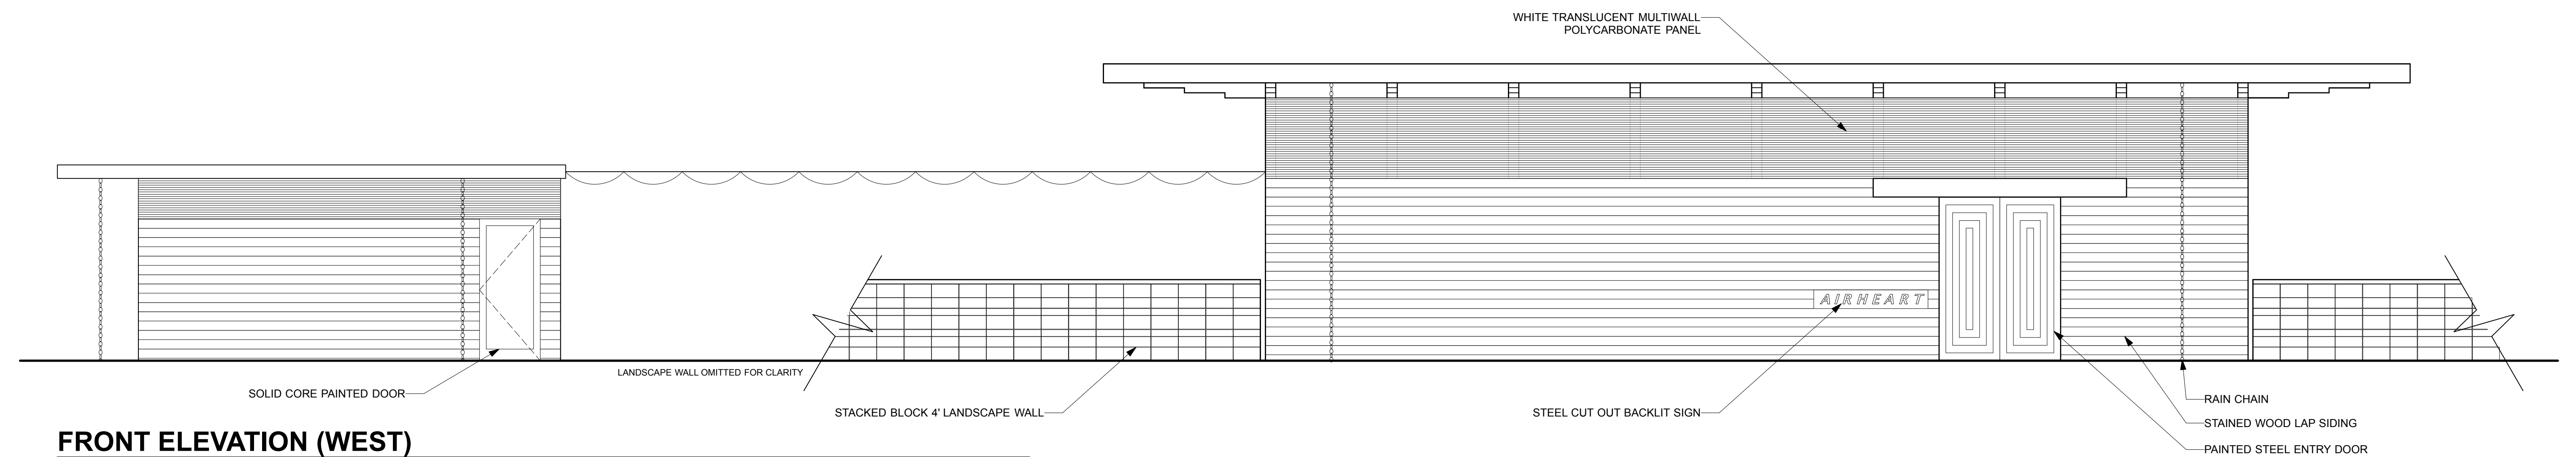 WHITE TRANSLUCENT MULTIWALL
POLYCARBONATE PANEL
AIRHEART
LANDSCAPE WALL OMITTED FOR CLARITY
SOLID CORE PAINTED DOOR
STACKED BLOCK 4' LANDSCAPE WALL
STEEL CUT OUT BACKLIT SIGN
RAIN CHAIN
STAINED WOOD LAP SIDING
PAINTED STEEL ENTRY DOOR
FRONT ELEVATION (WEST)